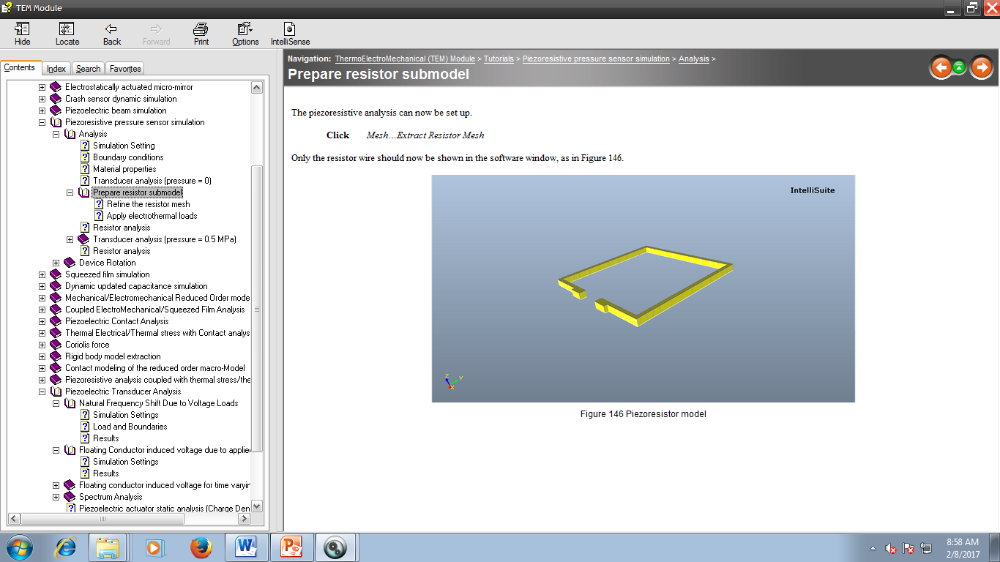 TEM Module
Hide Locate Back Forward Print Options IntelliSense
Contents Index Search Favorites
Electrostatically actuated micro-mirror
Crash sensor dynamic simulation
Piezoelectric beam simulation
Piezoresistive pressure sensor simulation
Analysis
Simulation Setting
Boundary conditions
Material properties
Transducer analysis (pressure = 0)
Prepare resistor submodel
Refine the resistor mesh
Apply electrothermal loads
Resistor analysis
Transducer analysis (pressure = 0.5 MPa)
Resistor analysis
Device Rotation
Squeezed film simulation
Dynamic updated capacitance simulation
Mechanical/Electromechanical Reduced Order mode
Coupled ElectroMechanical/Squeezed Film Analysis
Piezoelectric Contact Analysis
Thermal Electrical/Thermal stress with Contact analys
Coriolis force
Rigid body model extraction
Contact modeling of the reduced order macro-Model
Piezoresistive analysis coupled with thermal stress/the
Piezoelectric Transducer Analysis
Natural Frequency Shift Due to Voltage Loads
Simulation Settings
Load and Boundaries
Results
Floating Conductor induced voltage due to applie
Simulation Settings
Results
Floating conductor induced voltage for time varyin
Spectrum Analysis
Piezoelectric actuator static analysis (Charge Den
Navigation: ThermoElectroMechanical (TEM) Module > Tutorials > Piezoresistive pressure sensor simulation > Analysis >
Prepare resistor submodel
The piezoresistive analysis can now be set up.
Click Mesh...Extract Resistor Mesh
Only the resistor wire should now be shown in the software window, as in Figure 146.
IntelliSuite
Z Y
X
Figure 146 Piezoresistor model
8:58 AM
2/8/2017